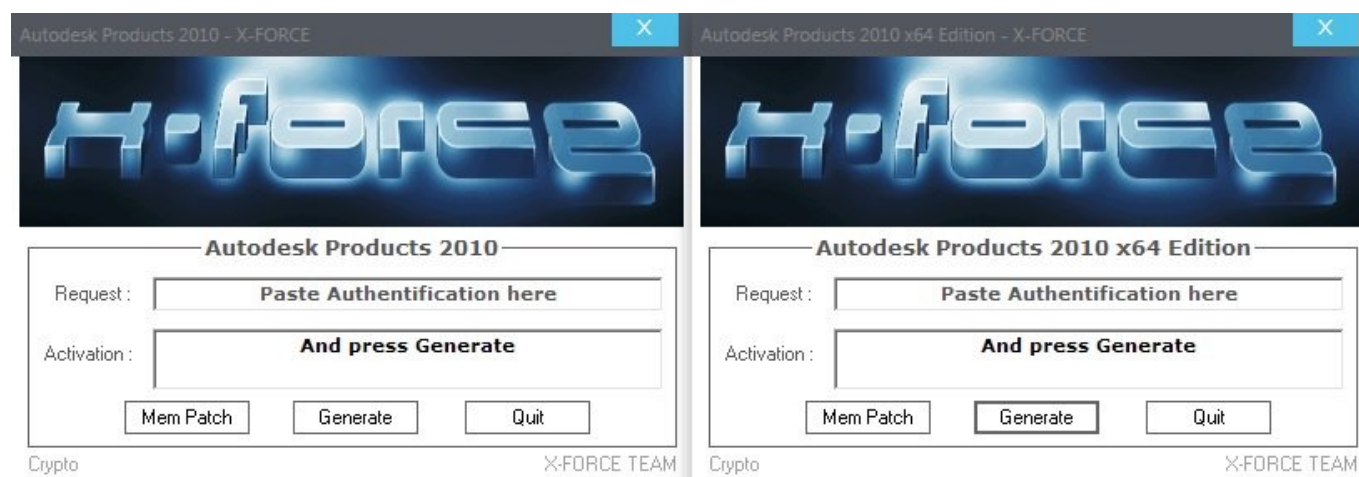 Autodesk Products 2010 - X-FORCE
X
x-force
Autodesk Products 2010
Request :
Paste Authentification here
Activation :
And press Generate
Mem Patch
Generate
Quit
Crypto
X-FORCE TEAM
Autodesk Products 2010 x64 Edition - X-FORCE
X
x-force
Autodesk Products 2010 x64 Edition
Request :
Paste Authentification here
Activation :
And press Generate
Mem Patch
Generate
Quit
Crypto
X-FORCE TEAM